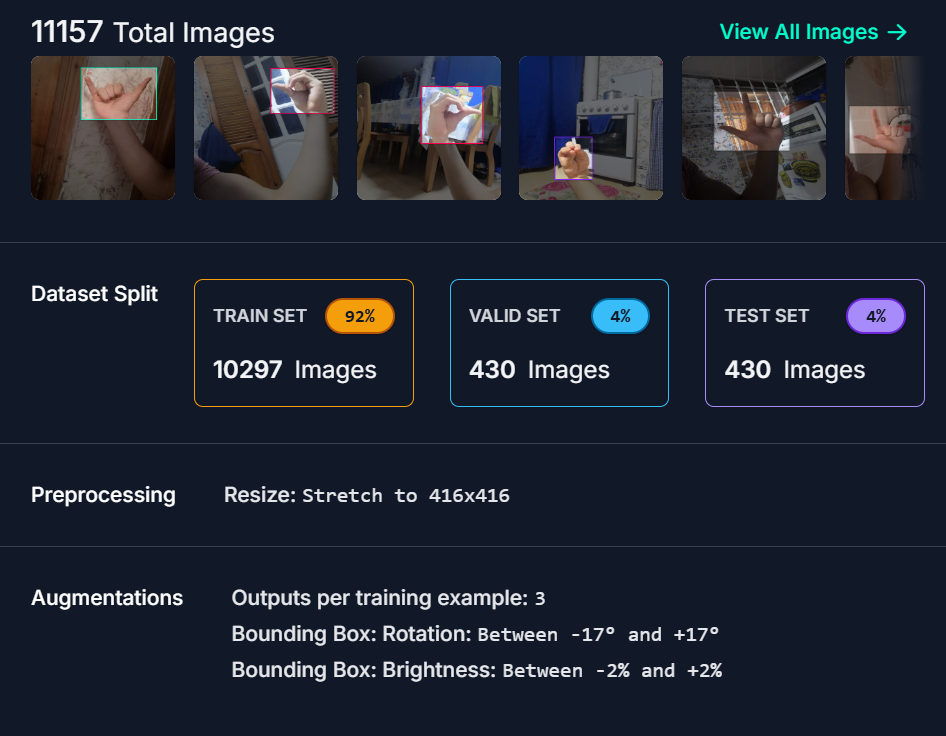 11157 Total Images
View All Images →
Dataset Split
TRAIN SET 92%
10297 Images
VALID SET 4%
430 Images
TEST SET 4%
430 Images
Preprocessing
Resize: Stretch to 416x416
Augmentations
Outputs per training example: 3
Bounding Box: Rotation: Between -17° and +17°
Bounding Box: Brightness: Between -2% and +2%